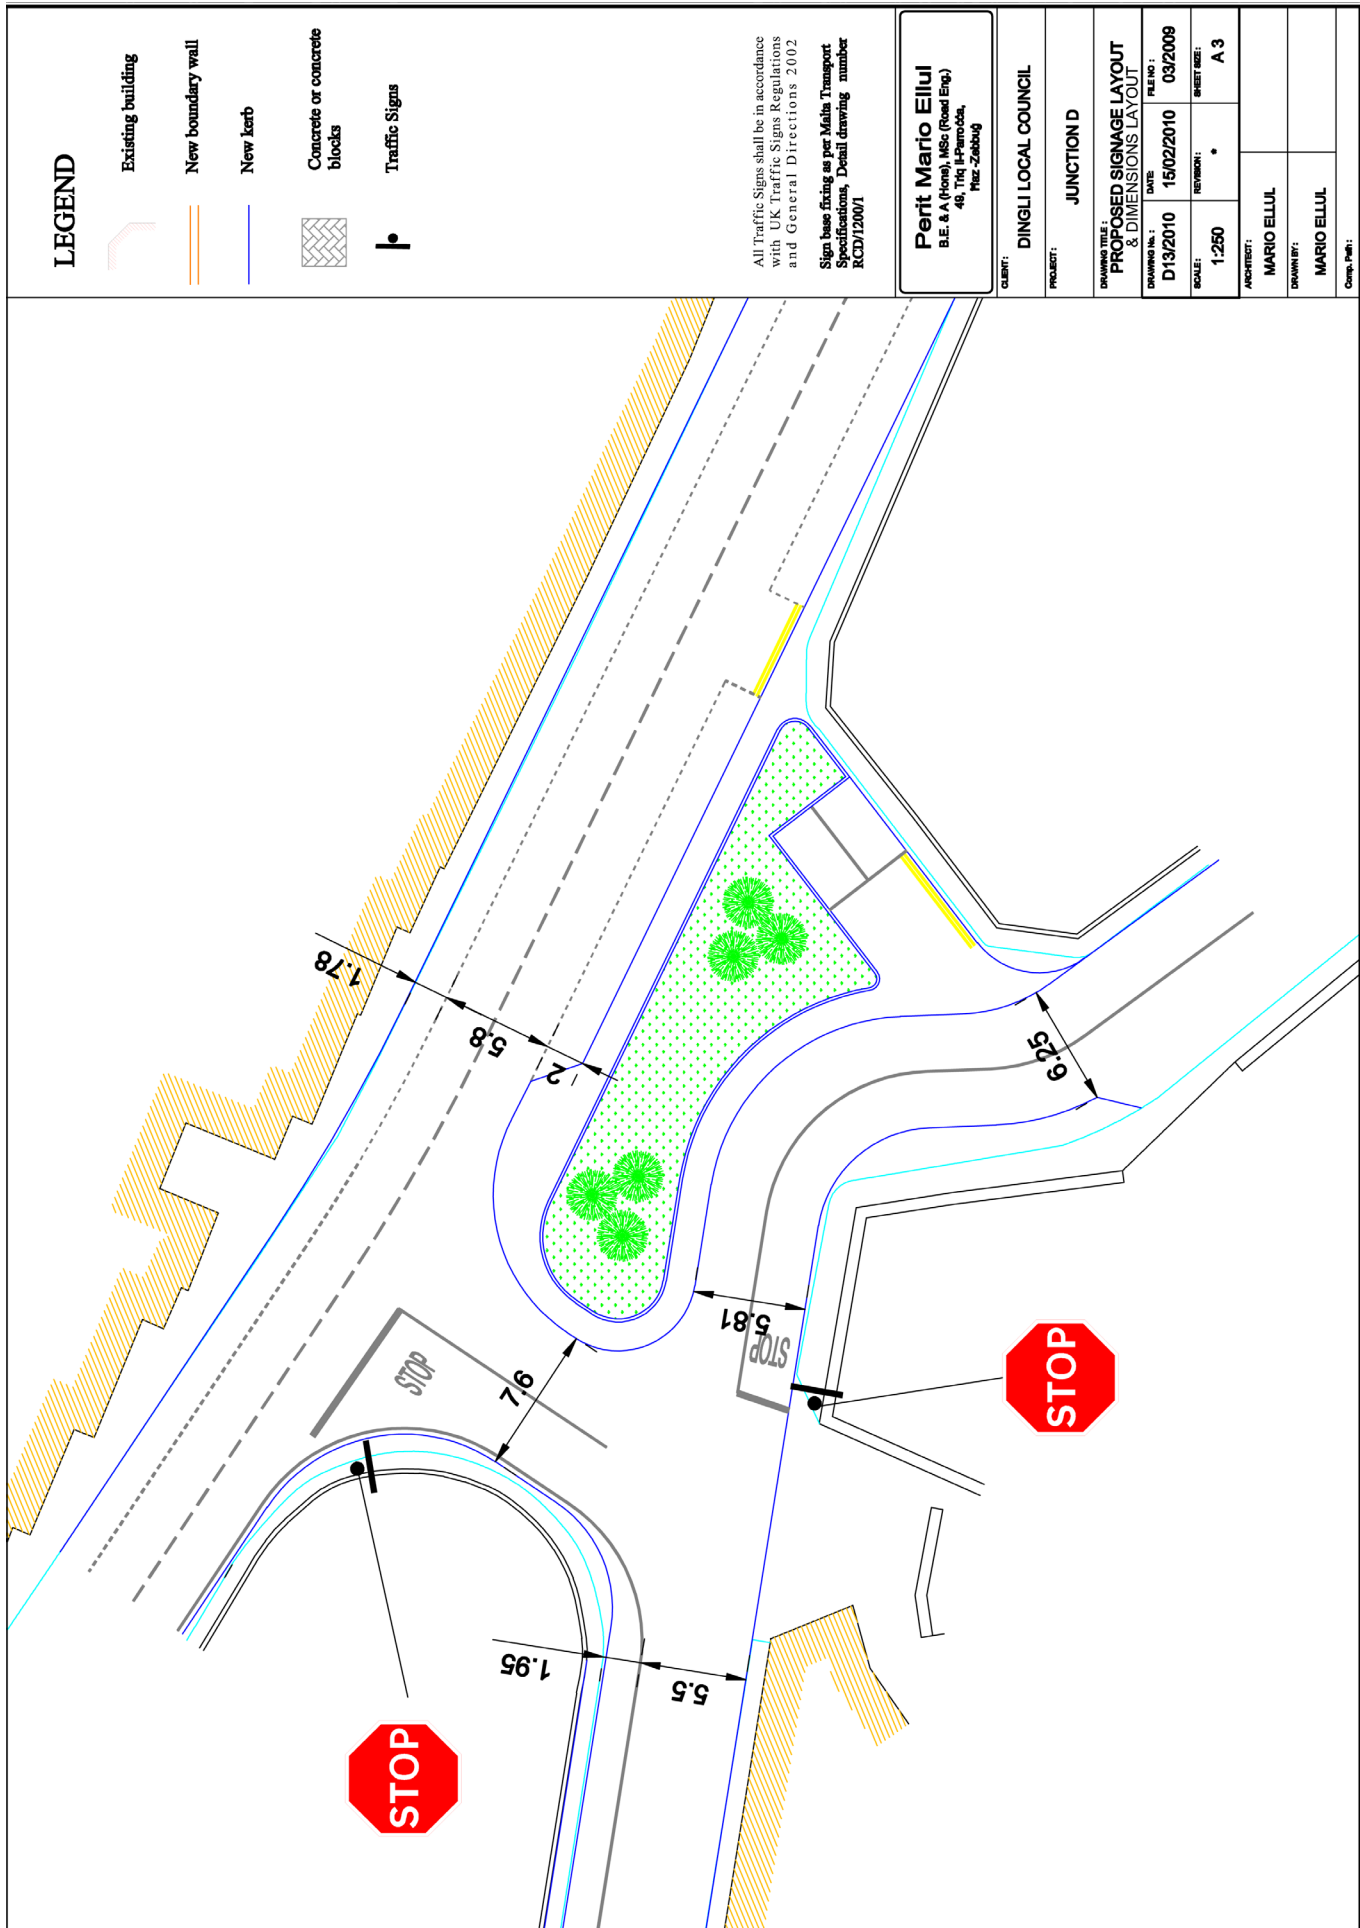 LEGEND
Existing building
New boundary wall
New kerb
Concrete or concrete
blocks
Traffic Signs
All Traffic Signs shall be in accordance
with UK Traffic Signs Regulations
and General Directions 2002
Sign base fixing as per Malta Transport
Specifications, Detail drawing number
RCD/1200/1
Perit Mario Ellul
B.E. & A (Hons), MSc (Road Eng.)
49, Triq il-Parroċċa,
Ħaż-Żebbuġ
CLIENT:
DINGLI LOCAL COUNCIL
PROJECT:
JUNCTION D
DRAWING TITLE:
PROPOSED SIGNAGE LAYOUT
& DIMENSIONS LAYOUT
DRAWING No.:
D13/2010
DATE:
15/02/2010
FILE NO:
03/2009
SCALE:
1:250
REVISION:
*
SHEET SIZE:
A 3
ARCHITECT:
MARIO ELLUL
DRAWN BY:
MARIO ELLUL
Comp. Path:
1.78
5.8
2
6.25
5.81
7.6
STOP
STOP
1.95
5.5
STOP
STOP